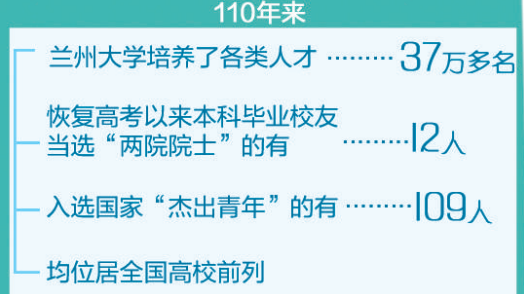 110年来
兰州大学培养了各类人才 ········· 37万多名
恢复高考以来本科毕业校友
当选“两院院士”的有 ·········12人
入选国家“杰出青年”的有 ·········109人
均位居全国高校前列